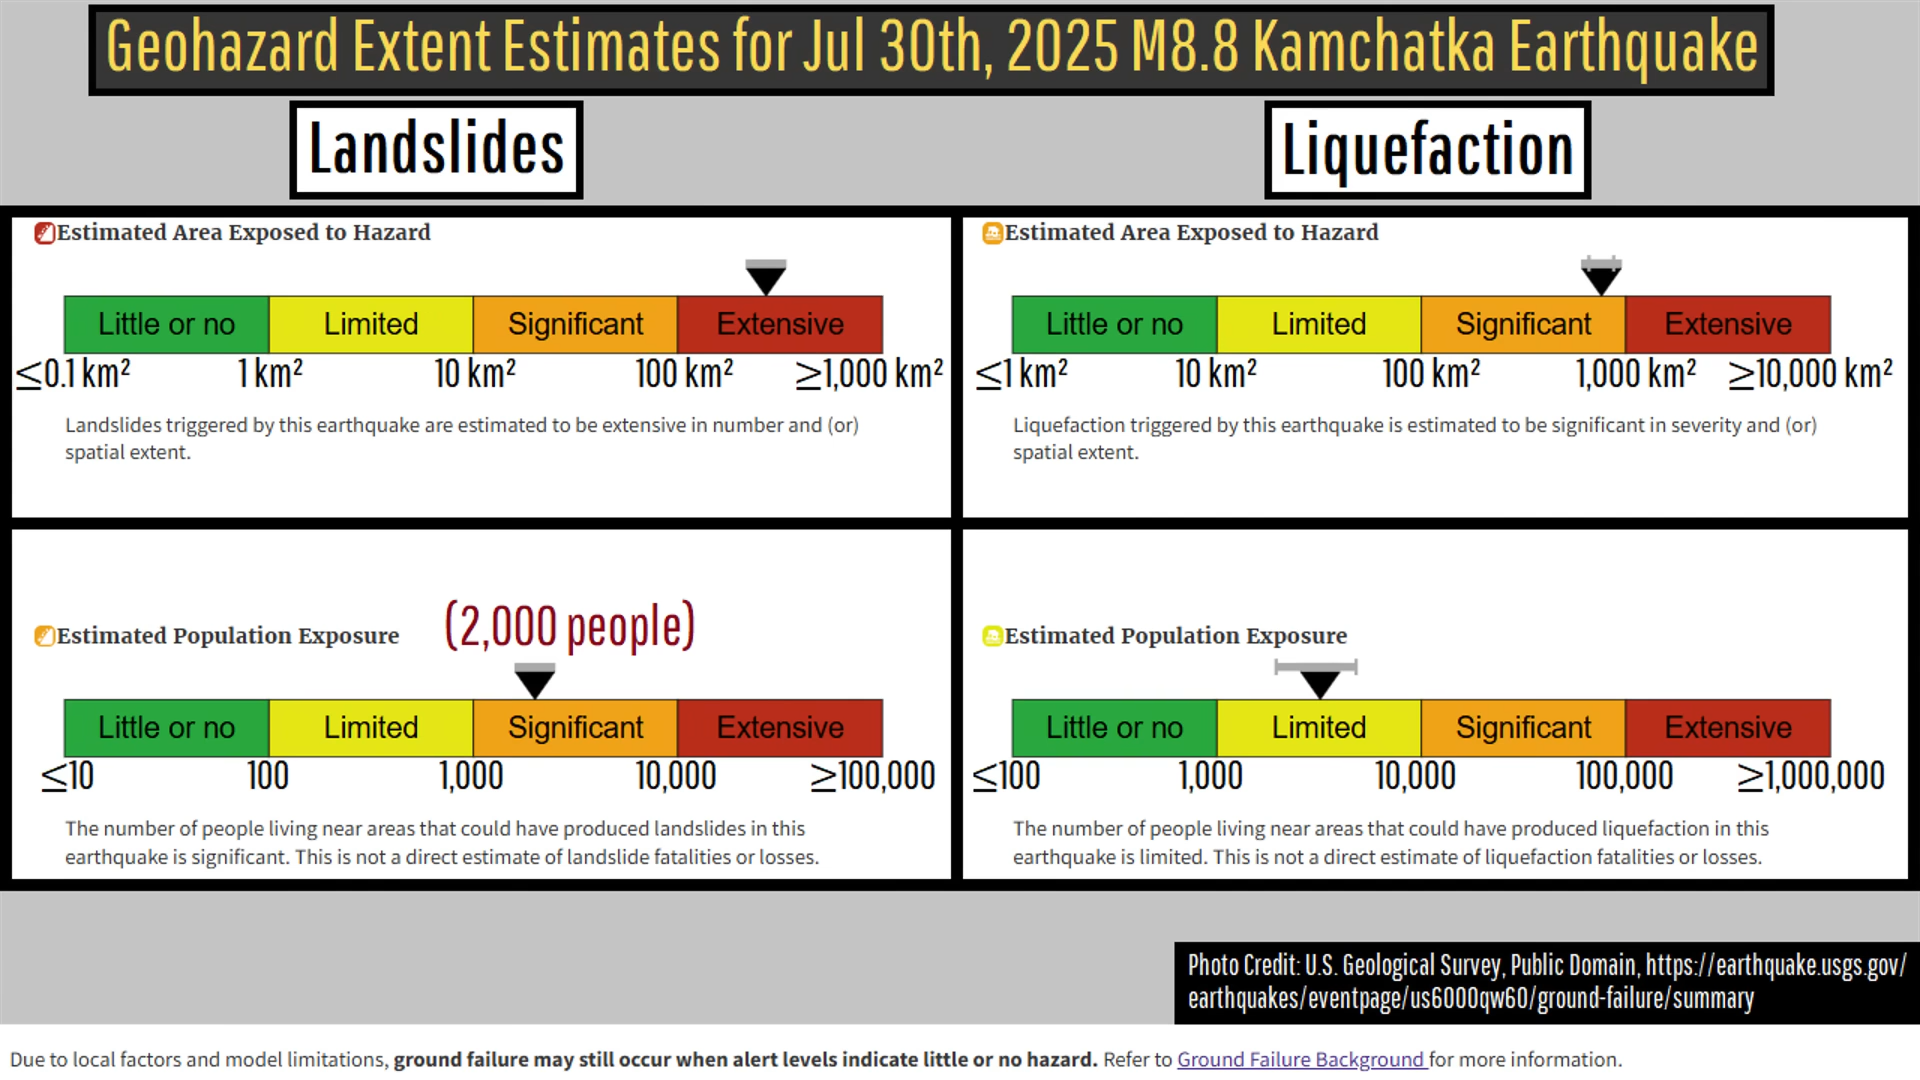 Geohazard Extent Estimates for Jul 30th, 2025 M8.8 Kamchatka Earthquake
Landslides
Liquefaction
Estimated Area Exposed to Hazard
Little or no Limited Significant Extensive
≤0.1 km² 1 km² 10 km² 100 km² ≥1,000 km²
Landslides triggered by this earthquake are estimated to be extensive in number and (or)
spatial extent.
Estimated Area Exposed to Hazard
Little or no Limited Significant Extensive
≤1 km² 10 km² 100 km² 1,000 km² ≥10,000 km²
Liquefaction triggered by this earthquake is estimated to be significant in severity and (or)
spatial extent.
Estimated Population Exposure (2,000 people)
Little or no Limited Significant Extensive
≤10 100 1,000 10,000 ≥100,000
The number of people living near areas that could have produced landslides in this
earthquake is significant. This is not a direct estimate of landslide fatalities or losses.
Estimated Population Exposure
Little or no Limited Significant Extensive
≤100 1,000 10,000 100,000 ≥1,000,000
The number of people living near areas that could have produced liquefaction in this
earthquake is limited. This is not a direct estimate of liquefaction fatalities or losses.
Photo Credit: U.S. Geological Survey, Public Domain, https://earthquake.usgs.gov/
earthquakes/eventpage/us6000qw60/ground-failure/summary
Due to local factors and model limitations, ground failure may still occur when alert levels indicate little or no hazard. Refer to Ground Failure Background for more information.